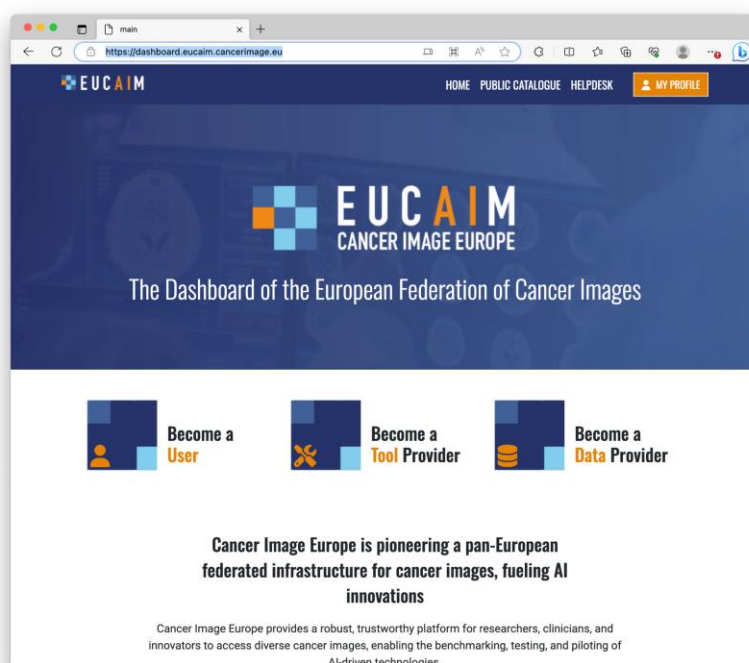 main
https://dashboard.eucaim.cancerimage.eu
EUCAIM
HOME PUBLIC CATALOGUE HELPDESK MY PROFILE
EUCAIM
CANCER IMAGE EUROPE
The Dashboard of the European Federation of Cancer Images
Become a
User
Become a
Tool Provider
Become a
Data Provider
Cancer Image Europe is pioneering a pan-European
federated infrastructure for cancer images, fueling AI
innovations
Cancer Image Europe provides a robust, trustworthy platform for researchers, clinicians, and
innovators to access diverse cancer images, enabling the benchmarking, testing, and piloting of
AI-driven technologies